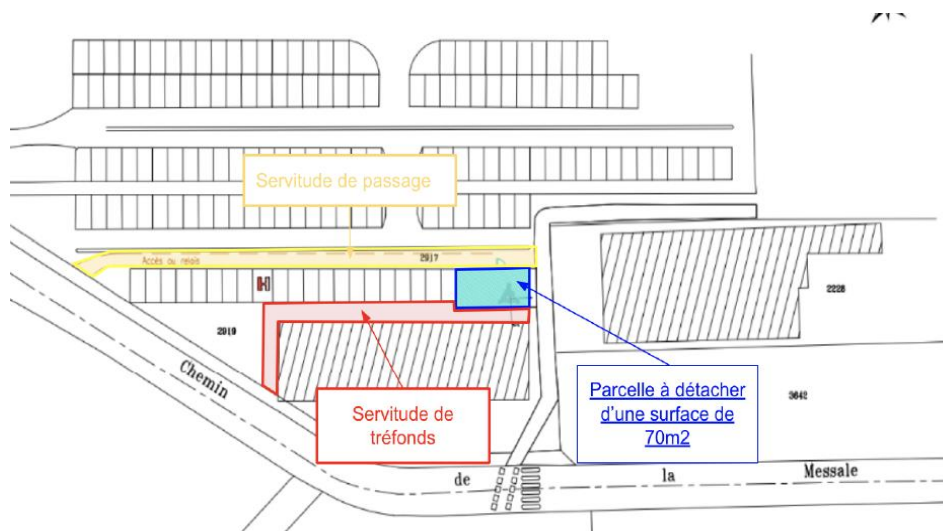 Servitude de passage
Accès au relais
2917
H
2228
2919
Chemin
Servitude de
tréfonds
Parcelle à détacher
d'une surface de
70m2
3642
de
la
Messale